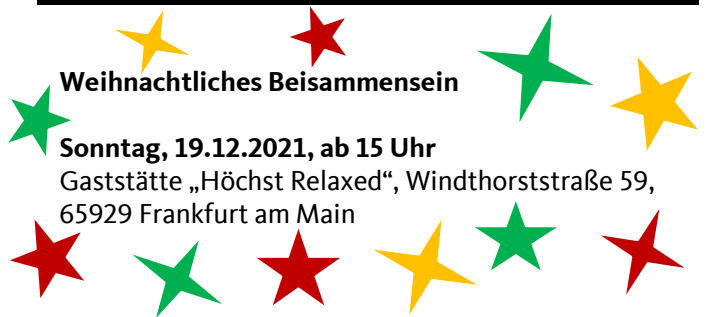 Weihnachtliches Beisammensein
Sonntag, 19.12.2021, ab 15 Uhr
Gaststätte „Höchst Relaxed“, Windthorststraße 59,
65929 Frankfurt am Main